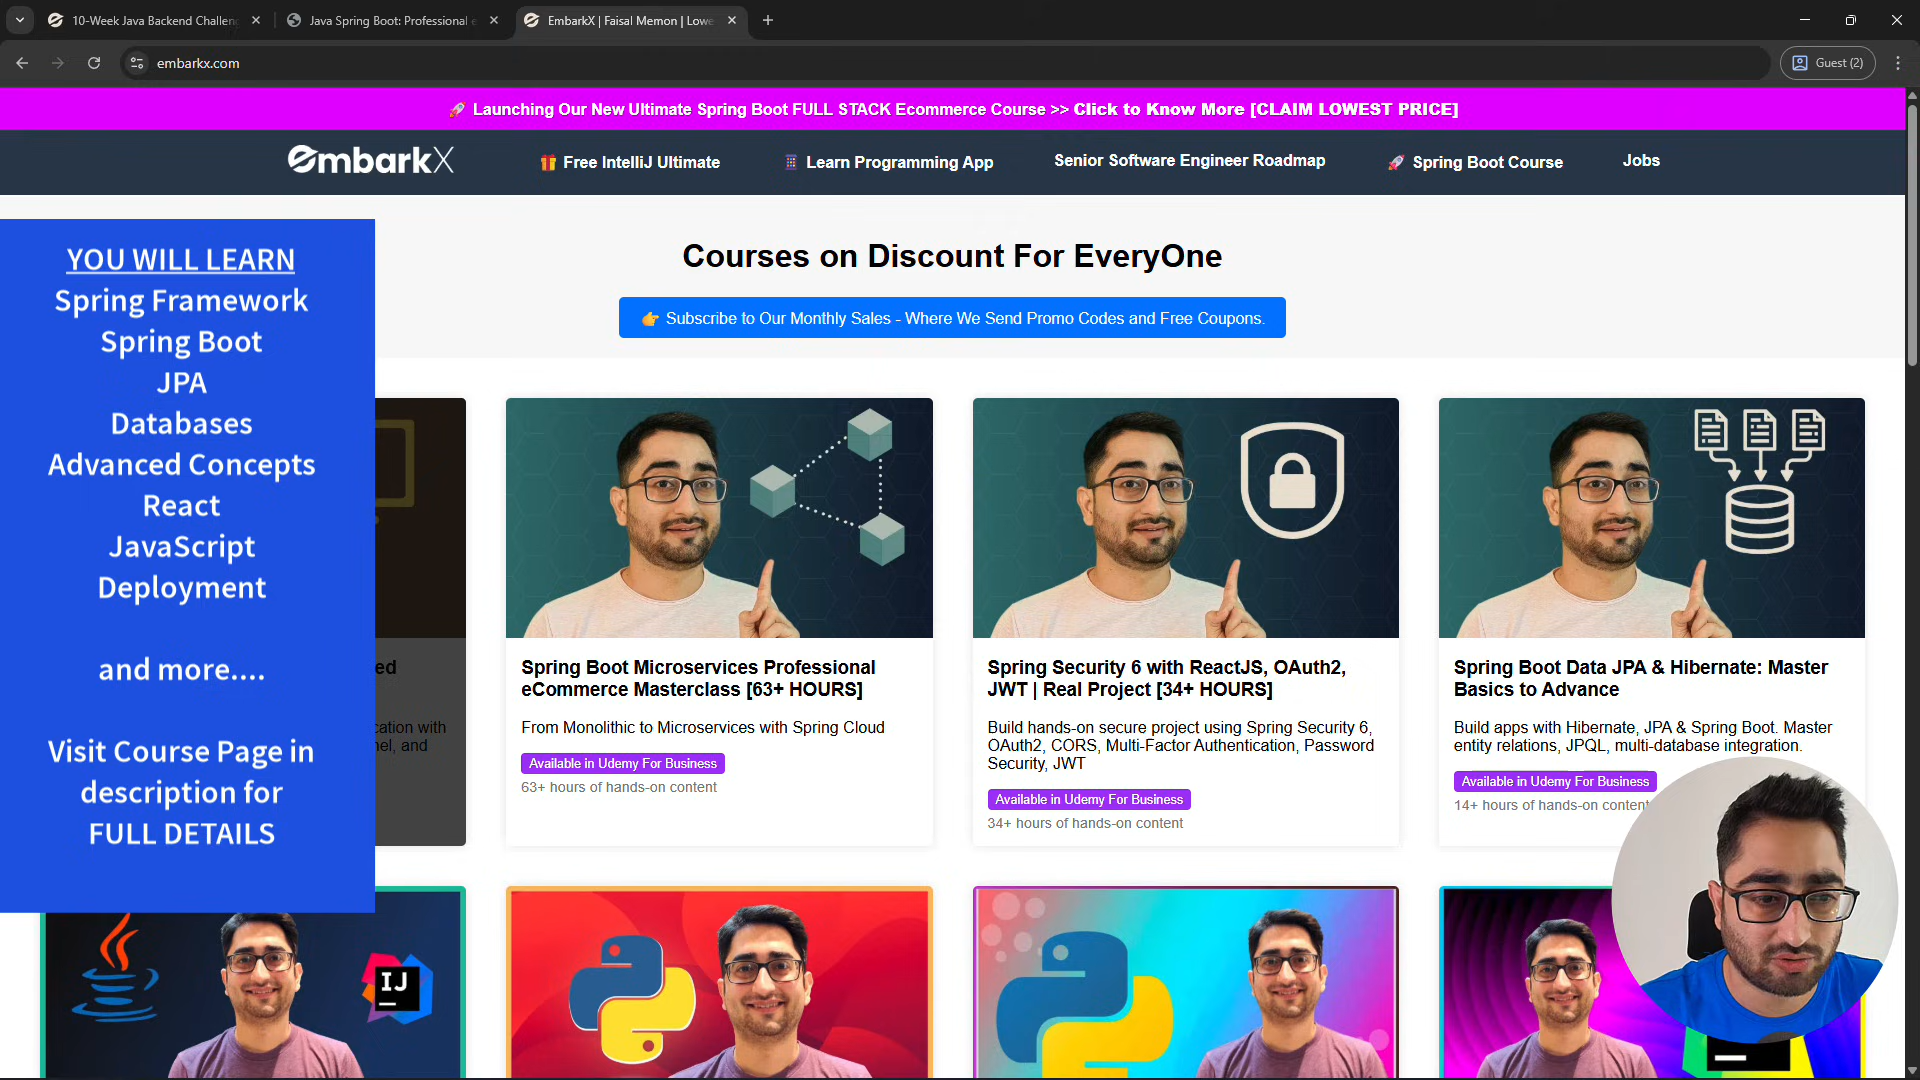 10-Week Java Backend Challen
Java Spring Boot: Professional e
EmbarkX | Faisal Memon | Lowe
embarkx.com
Guest (2)
🚀 Launching Our New Ultimate Spring Boot FULL STACK Ecommerce Course >> Click to Know More [CLAIM LOWEST PRICE]
EmbarkX
🎁 Free IntelliJ Ultimate
Learn Programming App
Senior Software Engineer Roadmap
🚀 Spring Boot Course
Jobs
Courses on Discount For EveryOne
👉 Subscribe to Our Monthly Sales - Where We Send Promo Codes and Free Coupons.
YOU WILL LEARN
Spring Framework
Spring Boot
JPA
Databases
Advanced Concepts
React
JavaScript
Deployment
and more....
Visit Course Page in
description for
FULL DETAILS
ed
cation with
nel, and
Spring Boot Microservices Professional
eCommerce Masterclass [63+ HOURS]
From Monolithic to Microservices with Spring Cloud
Available in Udemy For Business
63+ hours of hands-on content
Spring Security 6 with ReactJS, OAuth2,
JWT | Real Project [34+ HOURS]
Build hands-on secure project using Spring Security 6,
OAuth2, CORS, Multi-Factor Authentication, Password
Security, JWT
Available in Udemy For Business
34+ hours of hands-on content
Spring Boot Data JPA & Hibernate: Master
Basics to Advance
Build apps with Hibernate, JPA & Spring Boot. Master
entity relations, JPQL, multi-database integration.
Available in Udemy For Business
14+ hours of hands-on content
IJ